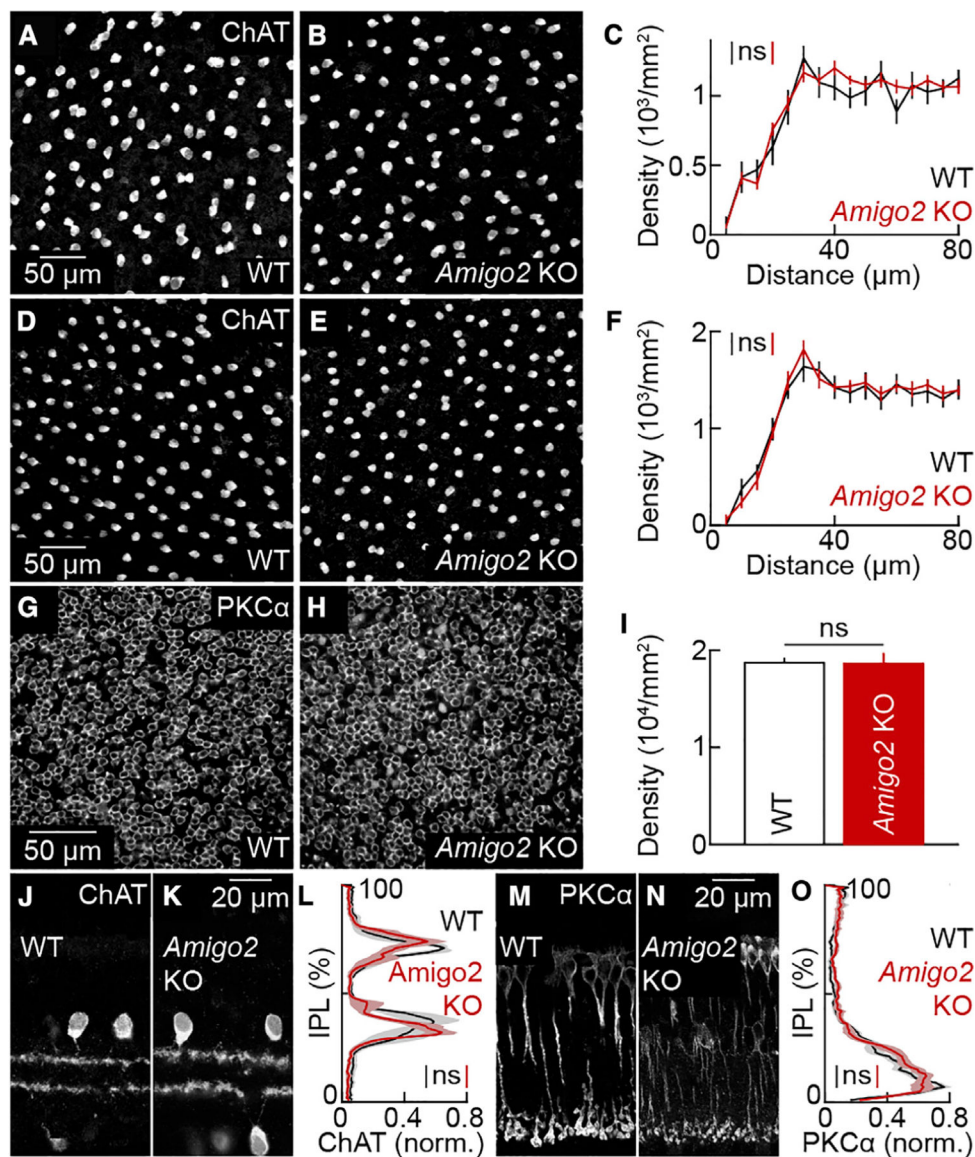 A
ChAT
50 µm
WT
B
Amigo2 KO
C
ns
Density (10³/mm²)
1
0.5
0
0
40
80
Distance (µm)
WT
Amigo2 KO
D
ChAT
50 µm
WT
E
Amigo2 KO
F
ns
Density (10³/mm²)
2
1
0
0
40
80
Distance (µm)
WT
Amigo2 KO
G
PKCα
50 µm
WT
H
Amigo2 KO
I
ns
Density (10⁴/mm²)
2
1
0
WT
Amigo2 KO
J
ChAT
WT
K
20 µm
Amigo2
KO
L
100
IPL (%)
0
WT
Amigo2
KO
ns
0
0.4
0.8
ChAT (norm.)
M
PKCα
WT
N
20 µm
Amigo2
KO
O
100
IPL (%)
0
WT
Amigo2
KO
ns
0
0.4
0.8
PKCα (norm.)